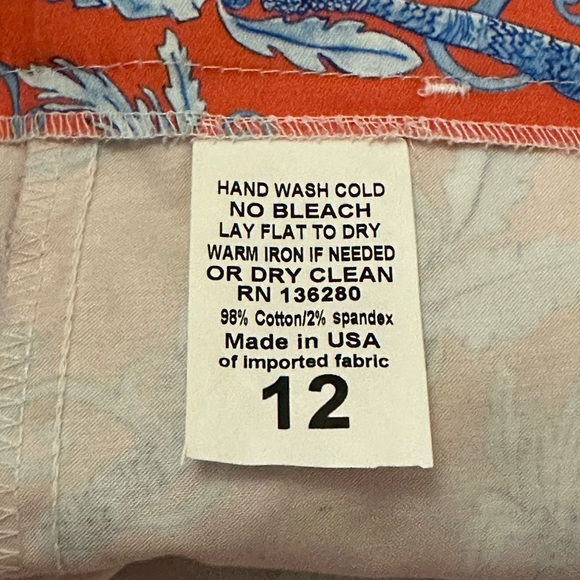 HAND WASH COLD
NO BLEACH
LAY FLAT TO DRY
WARM IRON IF NEEDED
OR DRY CLEAN
RN 136280
98% Cotton/2% spandex
Made in USA
of imported fabric
12